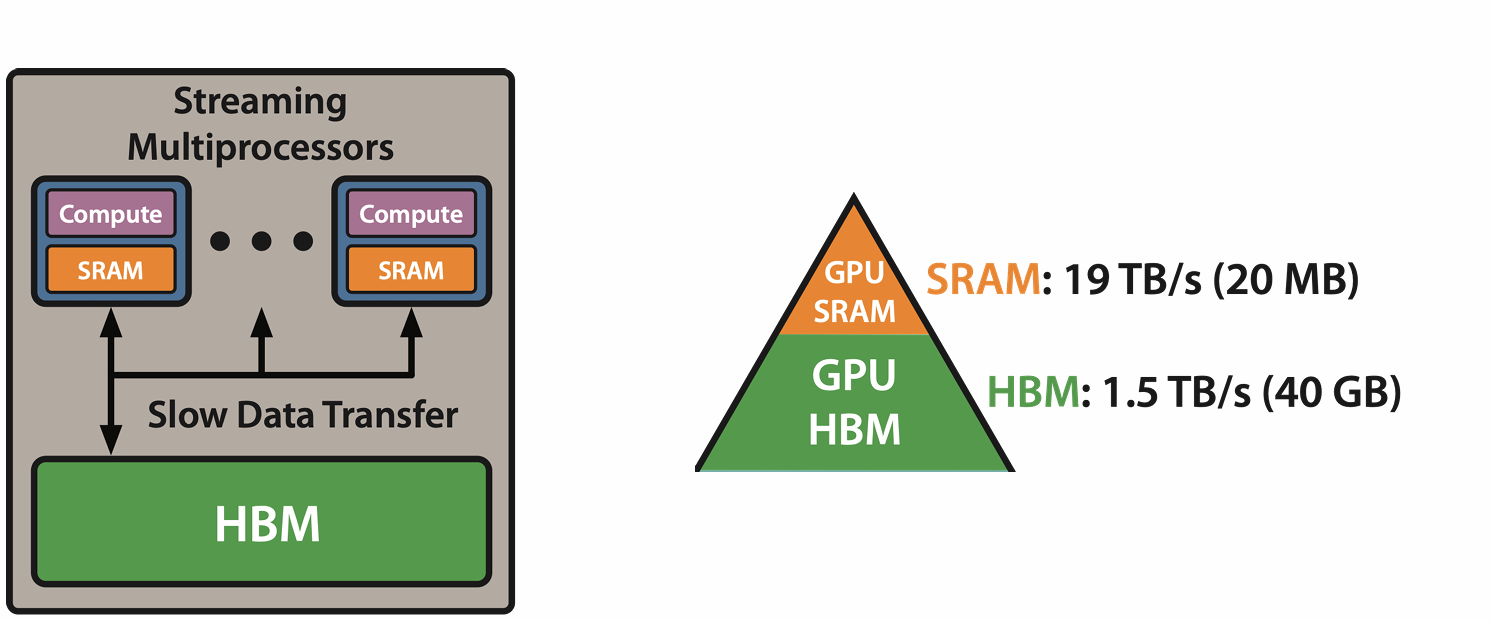 Streaming
Multiprocessors
Compute
SRAM
Compute
SRAM
Slow Data Transfer
HBM
GPU
SRAM
SRAM: 19 TB/s (20 MB)
GPU
HBM
HBM: 1.5 TB/s (40 GB)